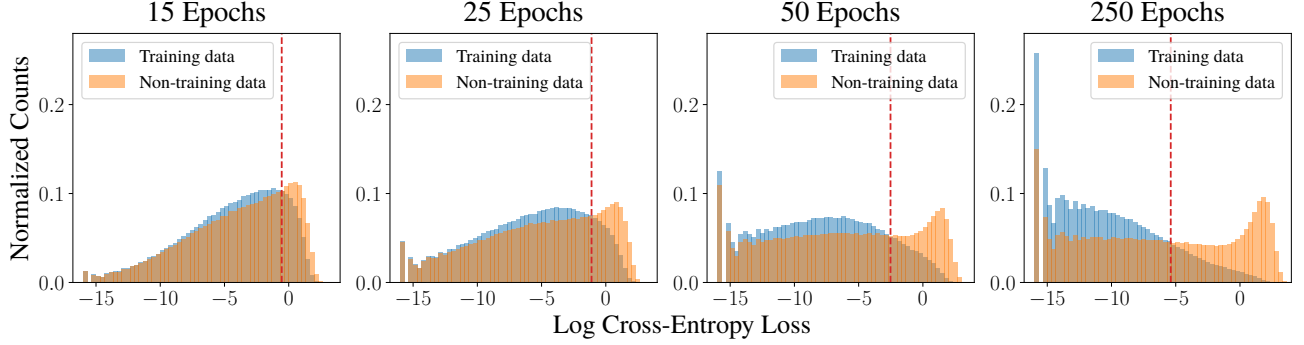 15 Epochs
25 Epochs
50 Epochs
250 Epochs
Normalized Counts
0.2
0.1
0.0
Training data
Non-training data
−15 −10 −5 0
0.2
0.1
0.0
Training data
Non-training data
−15 −10 −5 0
0.2
0.1
0.0
Training data
Non-training data
−15 −10 −5 0
0.2
0.1
0.0
Training data
Non-training data
−15 −10 −5 0
Log Cross-Entropy Loss